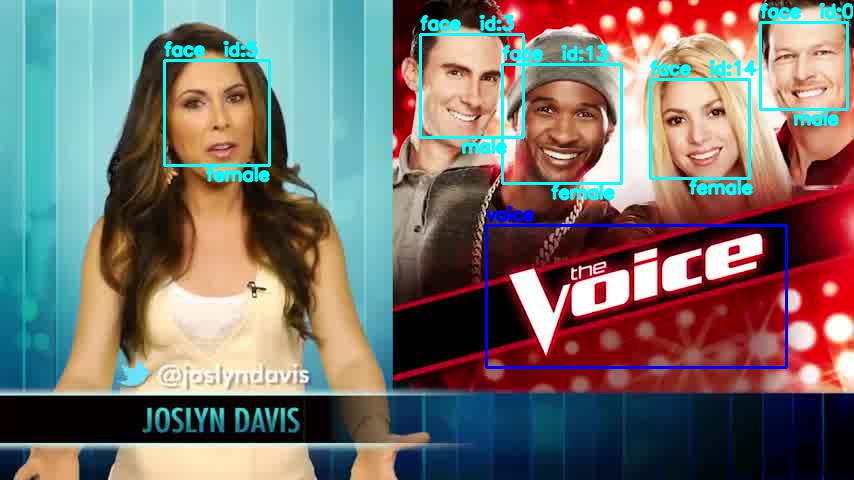 face id:5
female
face id:3
male
face id:13
female
face id:14
female
face id:0
male
voice
the
Voice
@joslyndavis
JOSLYN DAVIS